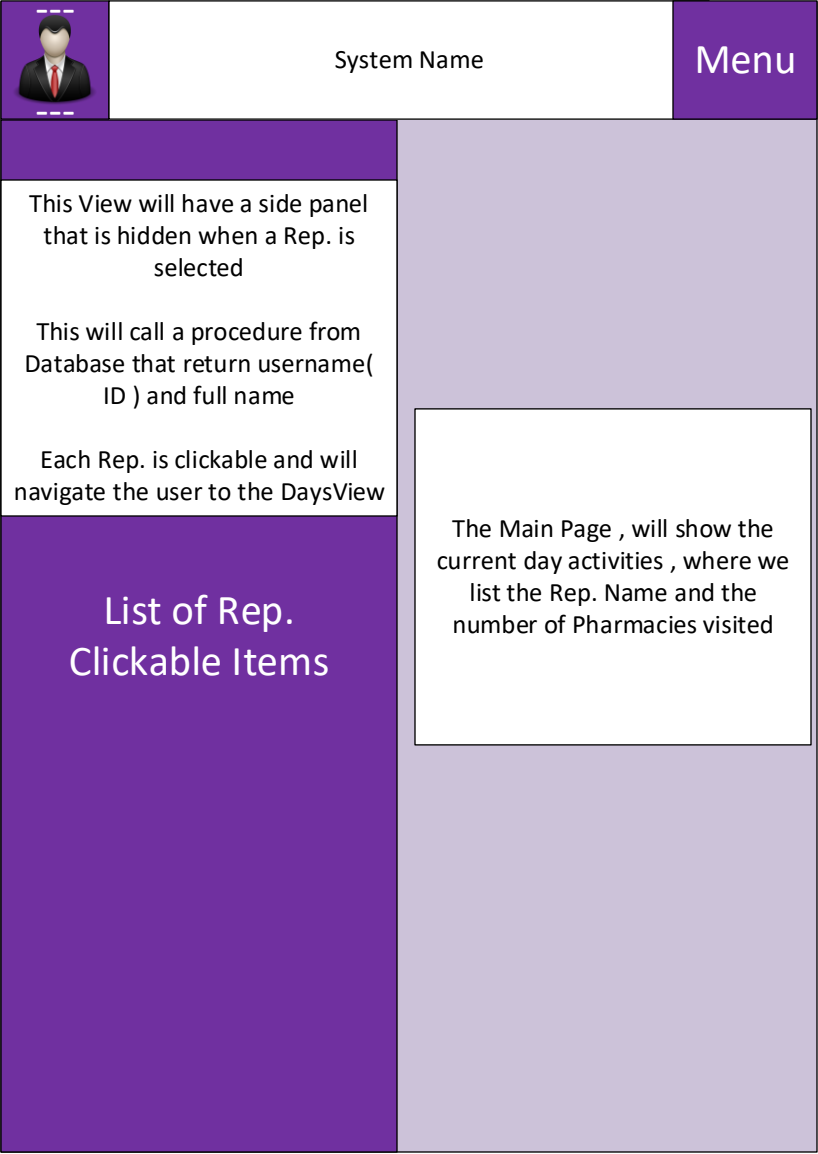 System Name
Menu
This View will have a side panel
that is hidden when a Rep. is
selected
This will call a procedure from
Database that return username(
ID ) and full name
Each Rep. is clickable and will
navigate the user to the DaysView
List of Rep.
Clickable Items
The Main Page , will show the
current day activities , where we
list the Rep. Name and the
number of Pharmacies visited